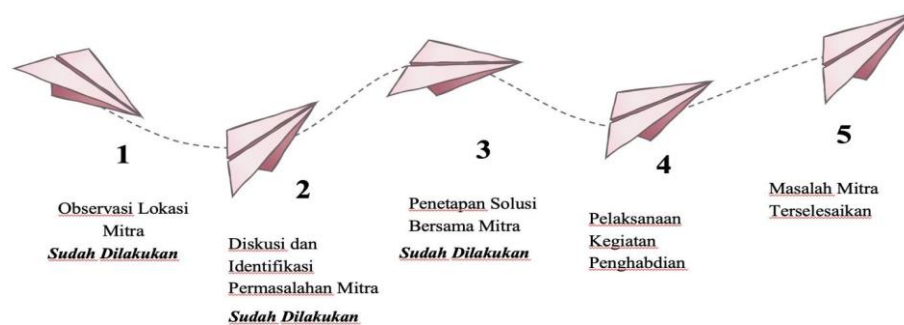 1
Observasi Lokasi
Mitra
Sudah Dilakukan
2
Diskusi dan
Identifikasi
Permasalahan Mitra
Sudah Dilakukan
3
Penetapan Solusi
Bersama Mitra
Sudah Dilakukan
4
Pelaksanaan
Kegiatan
Penghabdian
5
Masalah Mitra
Terselesaikan